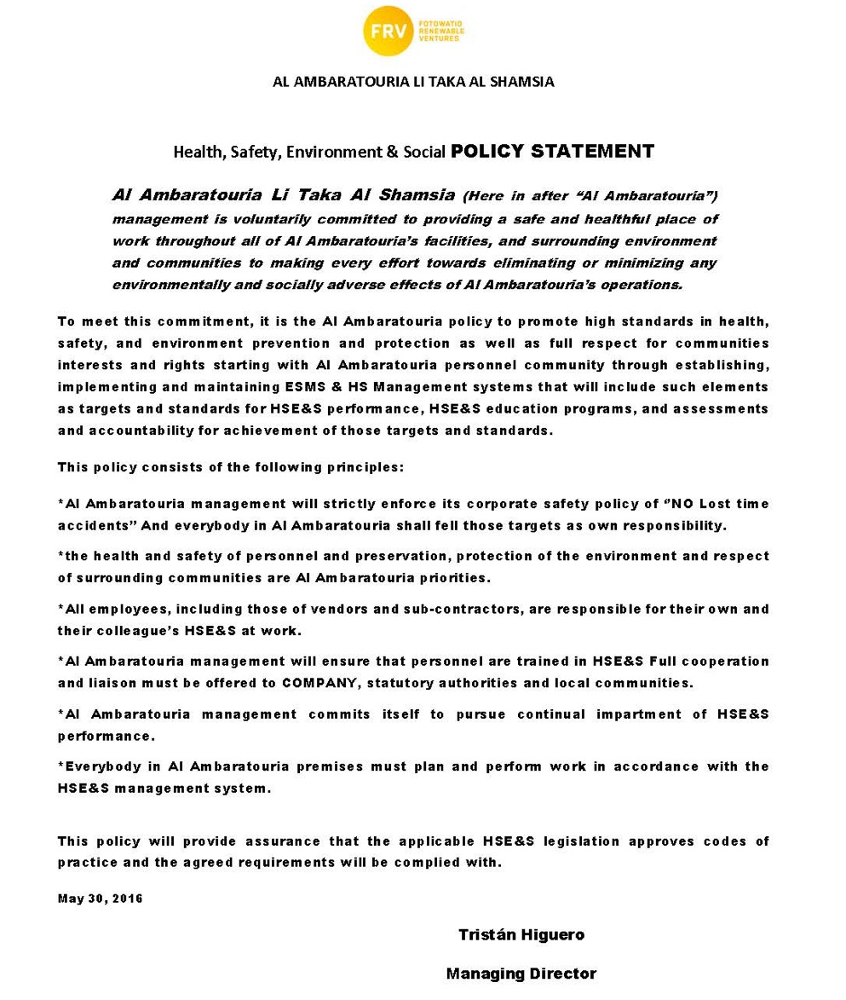 FRV
FOTOWATIO
RENEWABLE
VENTURES
AL AMBARATOURIA LI TAKA AL SHAMSIA
Health, Safety, Environment & Social POLICY STATEMENT
Al Ambaratouria Li Taka Al Shamsia (Here in after “Al Ambaratouria”)
management is voluntarily committed to providing a safe and healthful place of
work throughout all of Al Ambaratouria’s facilities, and surrounding environment
and communities to making every effort towards eliminating or minimizing any
environmentally and socially adverse effects of Al Ambaratouria’s operations.
To meet this commitment, it is the Al Ambaratouria policy to promote high standards in health,
safety, and environment prevention and protection as well as full respect for communities
interests and rights starting with Al Ambaratouria personnel community through establishing,
implementing and maintaining ESMS & HS Management systems that will include such elements
as targets and standards for HSE&S performance, HSE&S education programs, and assessments
and accountability for achievement of those targets and standards.
This policy consists of the following principles:
*Al Ambaratouria management will strictly enforce its corporate safety policy of ‘’NO Lost time
accidents’’ And everybody in Al Ambaratouria shall fell those targets as own responsibility.
*the health and safety of personnel and preservation, protection of the environment and respect
of surrounding communities are Al Ambaratouria priorities.
*All employees, including those of vendors and sub-contractors, are responsible for their own and
their colleague’s HSE&S at work.
*Al Ambaratouria management will ensure that personnel are trained in HSE&S Full cooperation
and liaison must be offered to COMPANY, statutory authorities and local communities.
*Al Ambaratouria management commits itself to pursue continual impartment of HSE&S
performance.
*Everybody in Al Ambaratouria premises must plan and perform work in accordance with the
HSE&S management system.
This policy will provide assurance that the applicable HSE&S legislation approves codes of
practice and the agreed requirements will be complied with.
May 30, 2016
Tristán Higuero
Managing Director